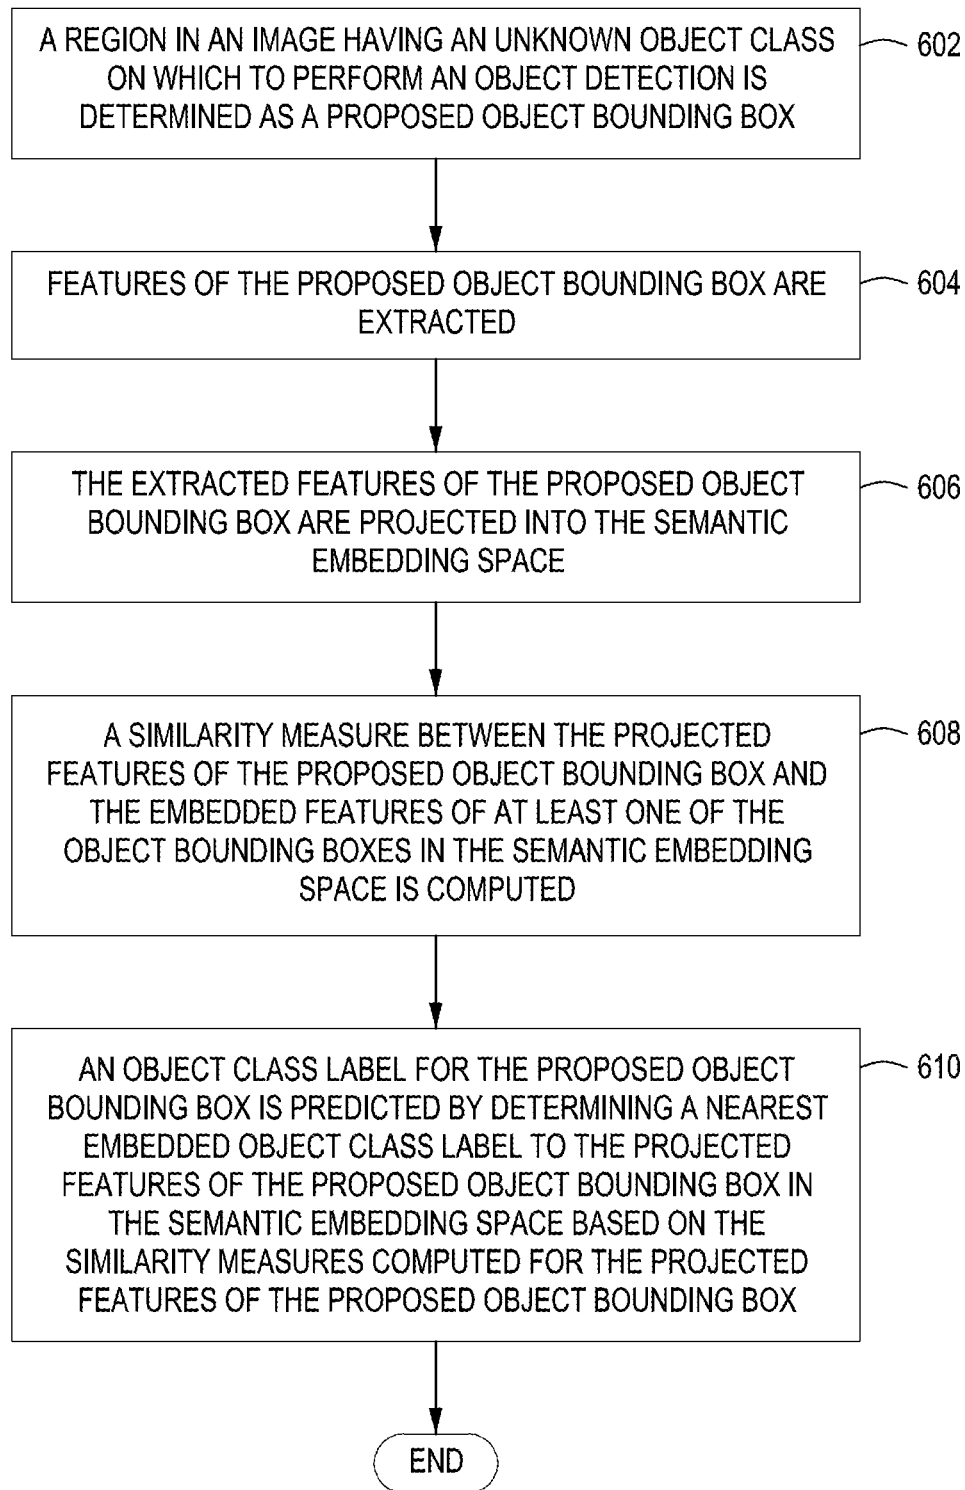 A REGION IN AN IMAGE HAVING AN UNKNOWN OBJECT CLASS
ON WHICH TO PERFORM AN OBJECT DETECTION IS
DETERMINED AS A PROPOSED OBJECT BOUNDING BOX
602
FEATURES OF THE PROPOSED OBJECT BOUNDING BOX ARE
EXTRACTED
604
THE EXTRACTED FEATURES OF THE PROPOSED OBJECT
BOUNDING BOX ARE PROJECTED INTO THE SEMANTIC
EMBEDDING SPACE
606
A SIMILARITY MEASURE BETWEEN THE PROJECTED
FEATURES OF THE PROPOSED OBJECT BOUNDING BOX AND
THE EMBEDDED FEATURES OF AT LEAST ONE OF THE
OBJECT BOUNDING BOXES IN THE SEMANTIC EMBEDDING
SPACE IS COMPUTED
608
AN OBJECT CLASS LABEL FOR THE PROPOSED OBJECT
BOUNDING BOX IS PREDICTED BY DETERMINING A NEAREST
EMBEDDED OBJECT CLASS LABEL TO THE PROJECTED
FEATURES OF THE PROPOSED OBJECT BOUNDING BOX IN
THE SEMANTIC EMBEDDING SPACE BASED ON THE
SIMILARITY MEASURES COMPUTED FOR THE PROJECTED
FEATURES OF THE PROPOSED OBJECT BOUNDING BOX
610
END